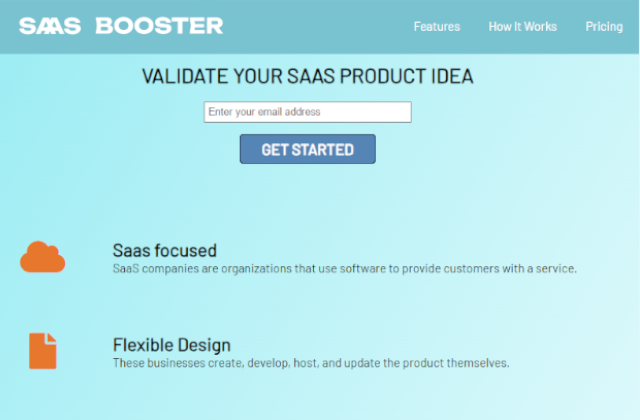 SAAS BOOSTER
Features How It Works Pricing
VALIDATE YOUR SAAS PRODUCT IDEA
Enter your email address
GET STARTED
Saas focused
SaaS companies are organizations that use software to provide customers with a service.
Flexible Design
These businesses create, develop, host, and update the product themselves.